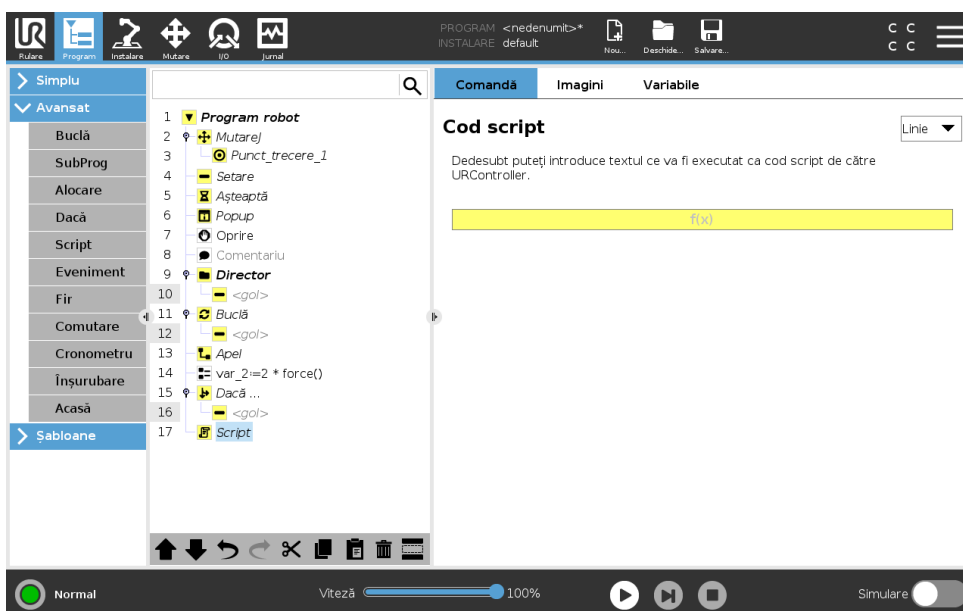 UR
Rulare
Program
Instalare
Mutare
I/O
Jurnal
PROGRAM <nedenumit>*
INSTALARE default
Nou...
Deschide...
Salvare...
C C
C C
Simplu
Avansat
Buclă
SubProg
Alocare
Dacă
Script
Eveniment
Fir
Comutare
Cronometru
Înșurubare
Acasă
Șabloane
1 Program robot
2 MutareJ
3 Punct_trecere_1
4 Setare
5 Așteaptă
6 Popup
7 Oprire
8 Comentariu
9 Director
10 <gol>
11 Buclă
12 <gol>
13 Apel
14 var_2≔2 * force()
15 Dacă ...
16 <gol>
17 Script
Comandă
Imagini
Variabile
Cod script
Linie
Dedesubt puteți introduce textul ce va fi executat ca cod script de către
URController.
f(x)
Normal
Viteză
100%
Simulare